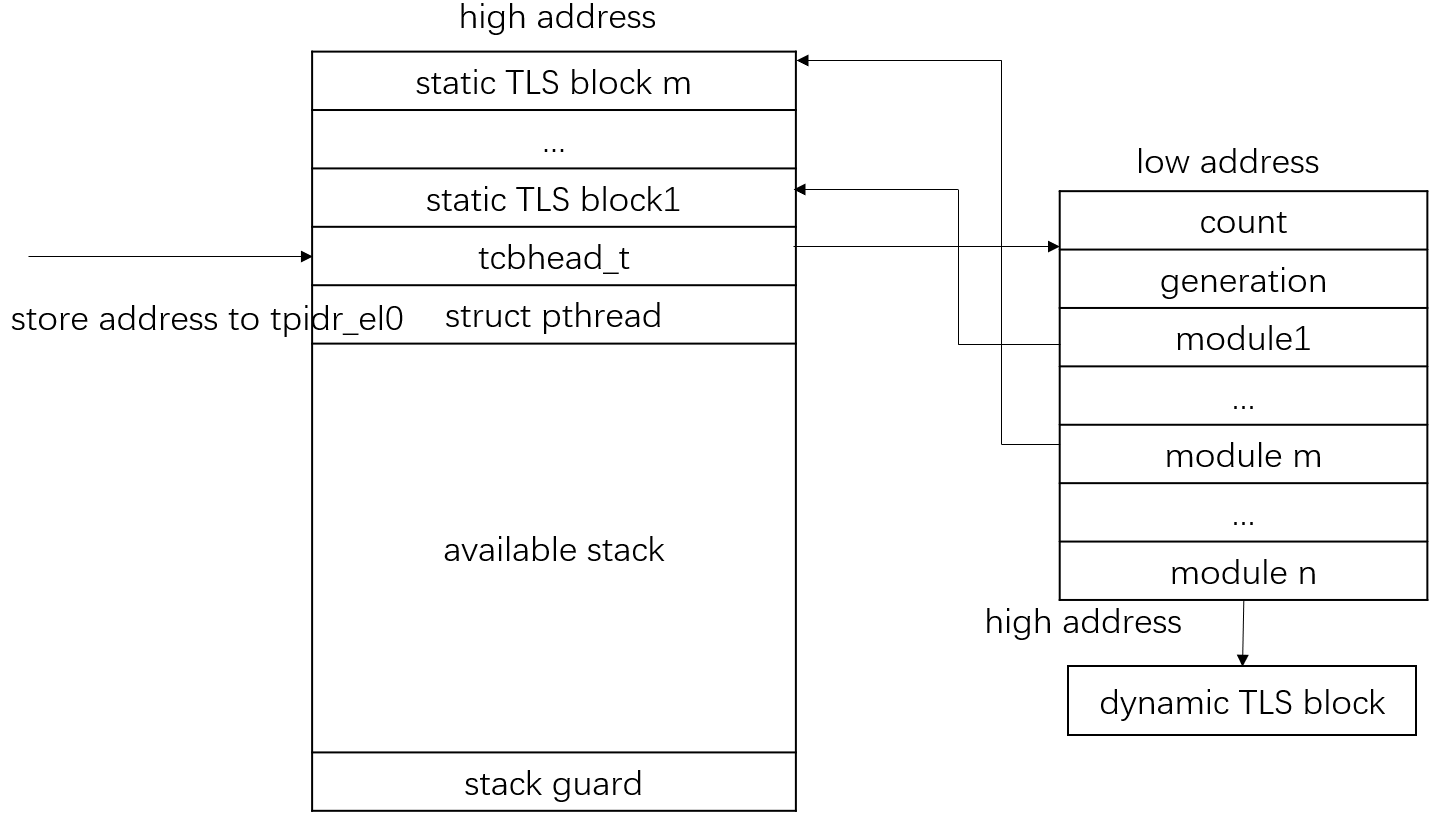 high address
static TLS block m
...
static TLS block1
tcbhead_t
store address to tpidr_el0
struct pthread
available stack
stack guard
low address
count
generation
module1
...
module m
...
module n
high address
dynamic TLS block